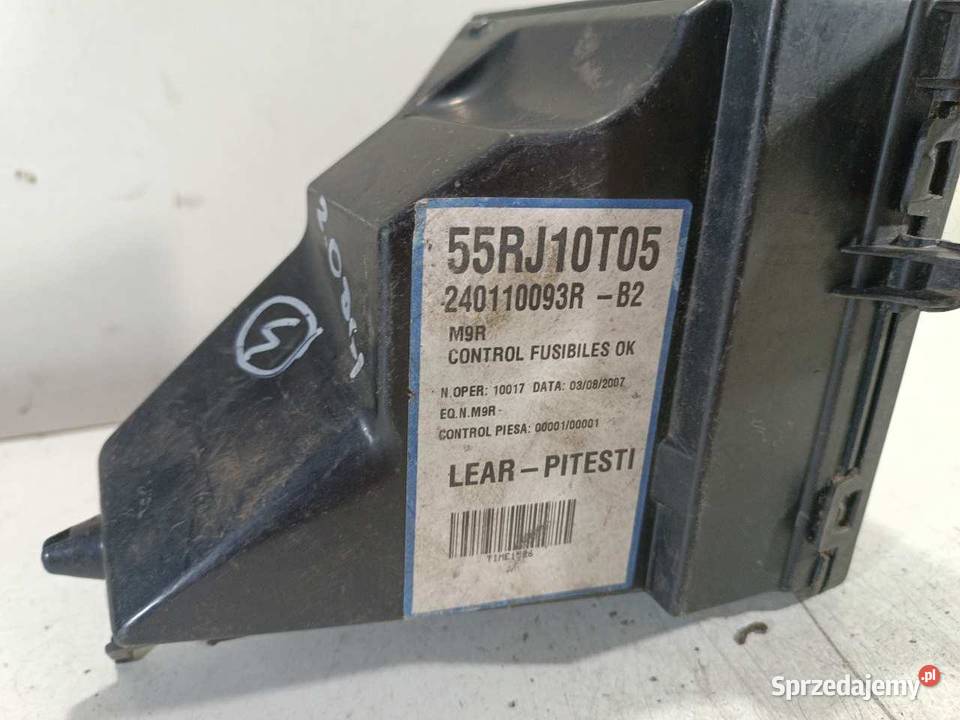 55RJ10T05
240110093R -B2
M9R
CONTROL FUSIBILES OK
N.OPER: 10017 DATA: 03/08/2007
EQ.N.M9R-
CONTROL PIESA: 00001/00001
LEAR-PITESTI
Sprzedajemy.pl